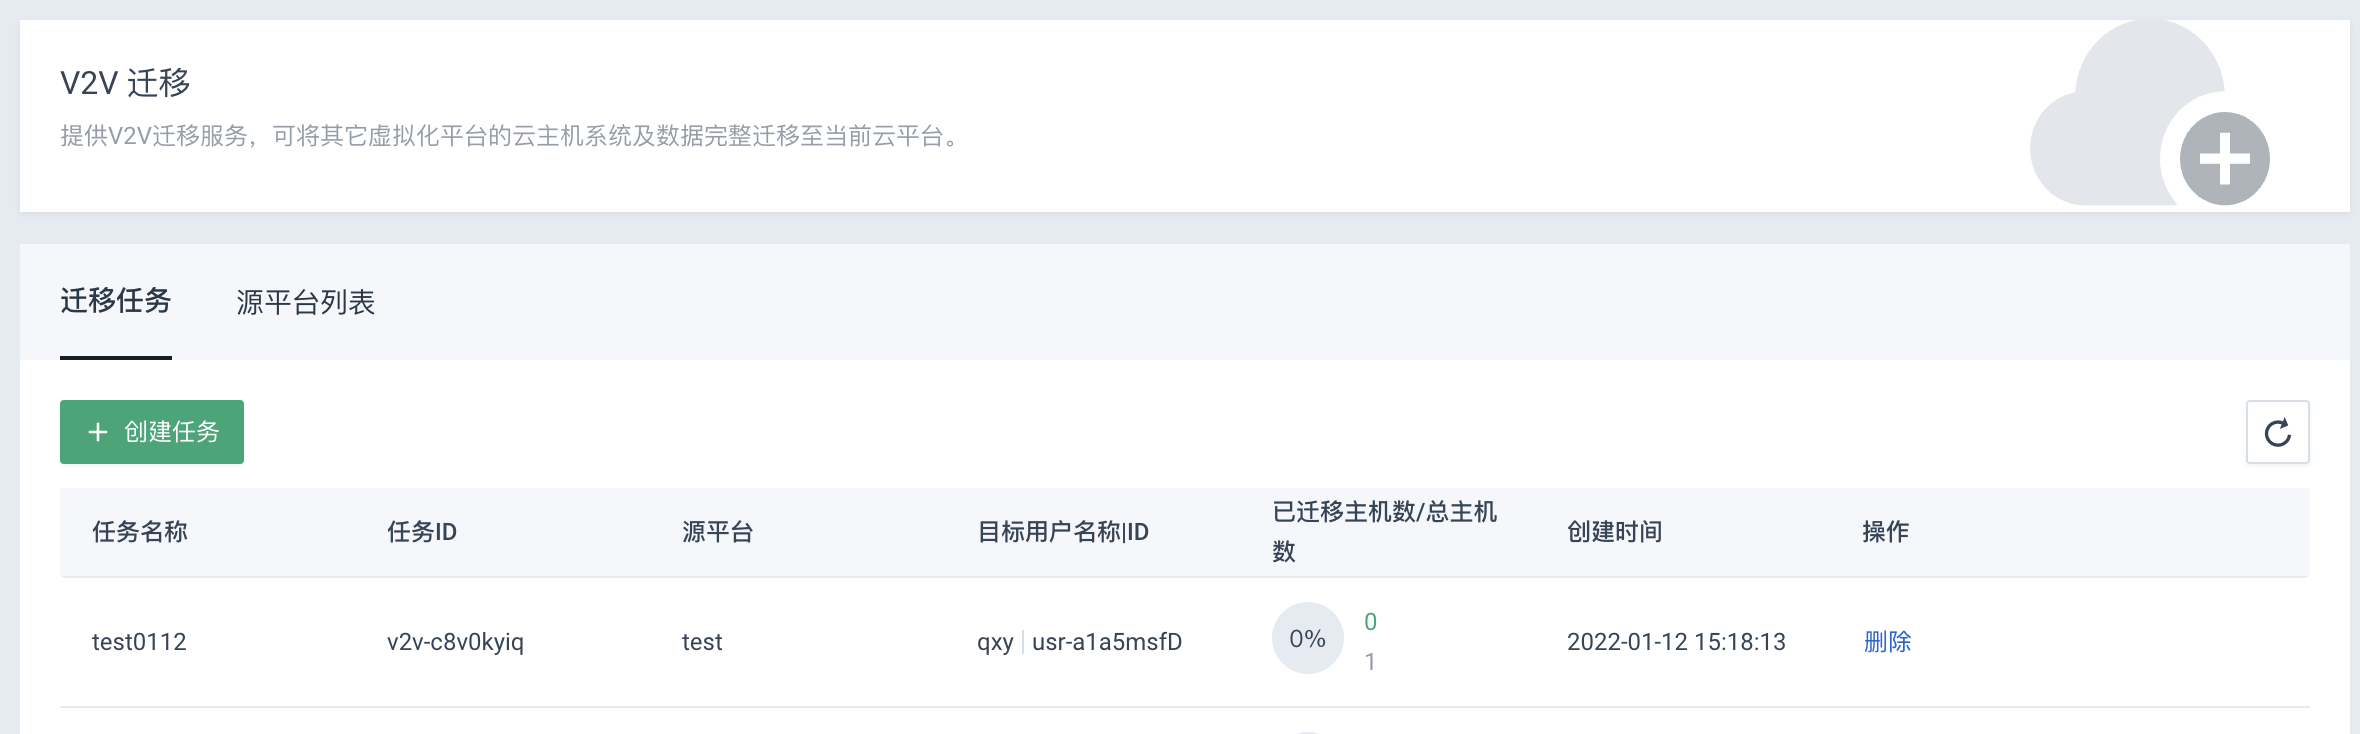 V2V 迁移
提供V2V迁移服务，可将其它虚拟化平台的云主机系统及数据完整迁移至当前云平台。
迁移任务 源平台列表
+ 创建任务
任务名称 任务ID 源平台 目标用户名称|ID 已迁移主机数/总主机
数 创建时间 操作
test0112 v2v-c8v0kyiq test qxy | usr-a1a5msfD 0% 0
1 2022-01-12 15:18:13 删除